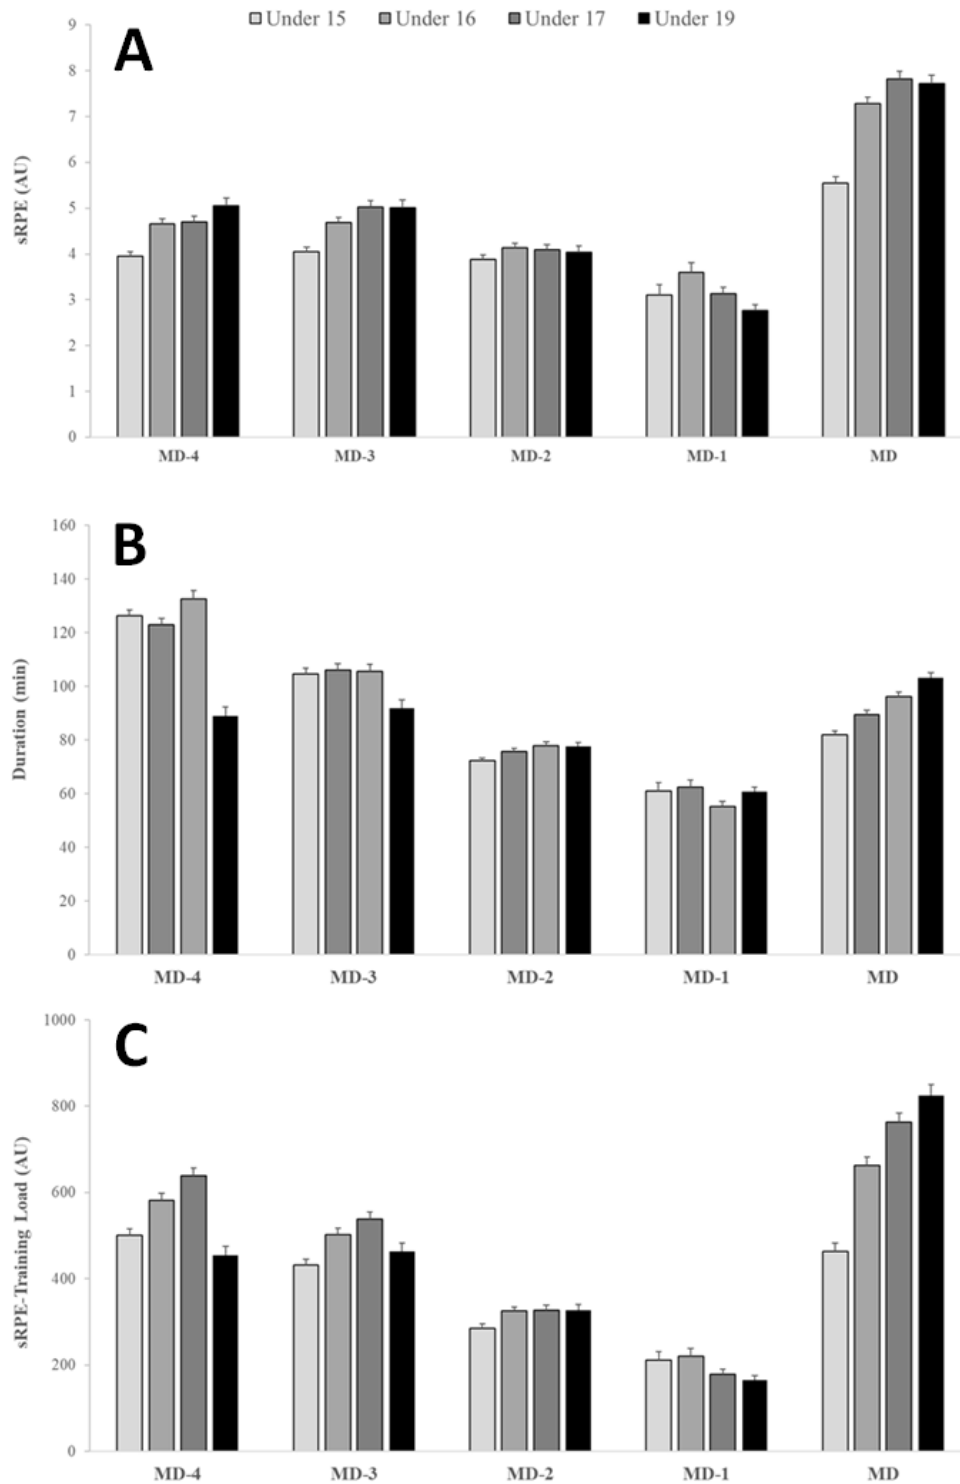 Under 15 Under 16 Under 17 Under 19
A
sRPE (AU)
9
8
7
6
5
4
3
2
1
0
MD-4 MD-3 MD-2 MD-1 MD
B
Duration (min)
160
140
120
100
80
60
40
20
0
MD-4 MD-3 MD-2 MD-1 MD
C
sRPE-Training Load (AU)
1000
800
600
400
200
0
MD-4 MD-3 MD-2 MD-1 MD